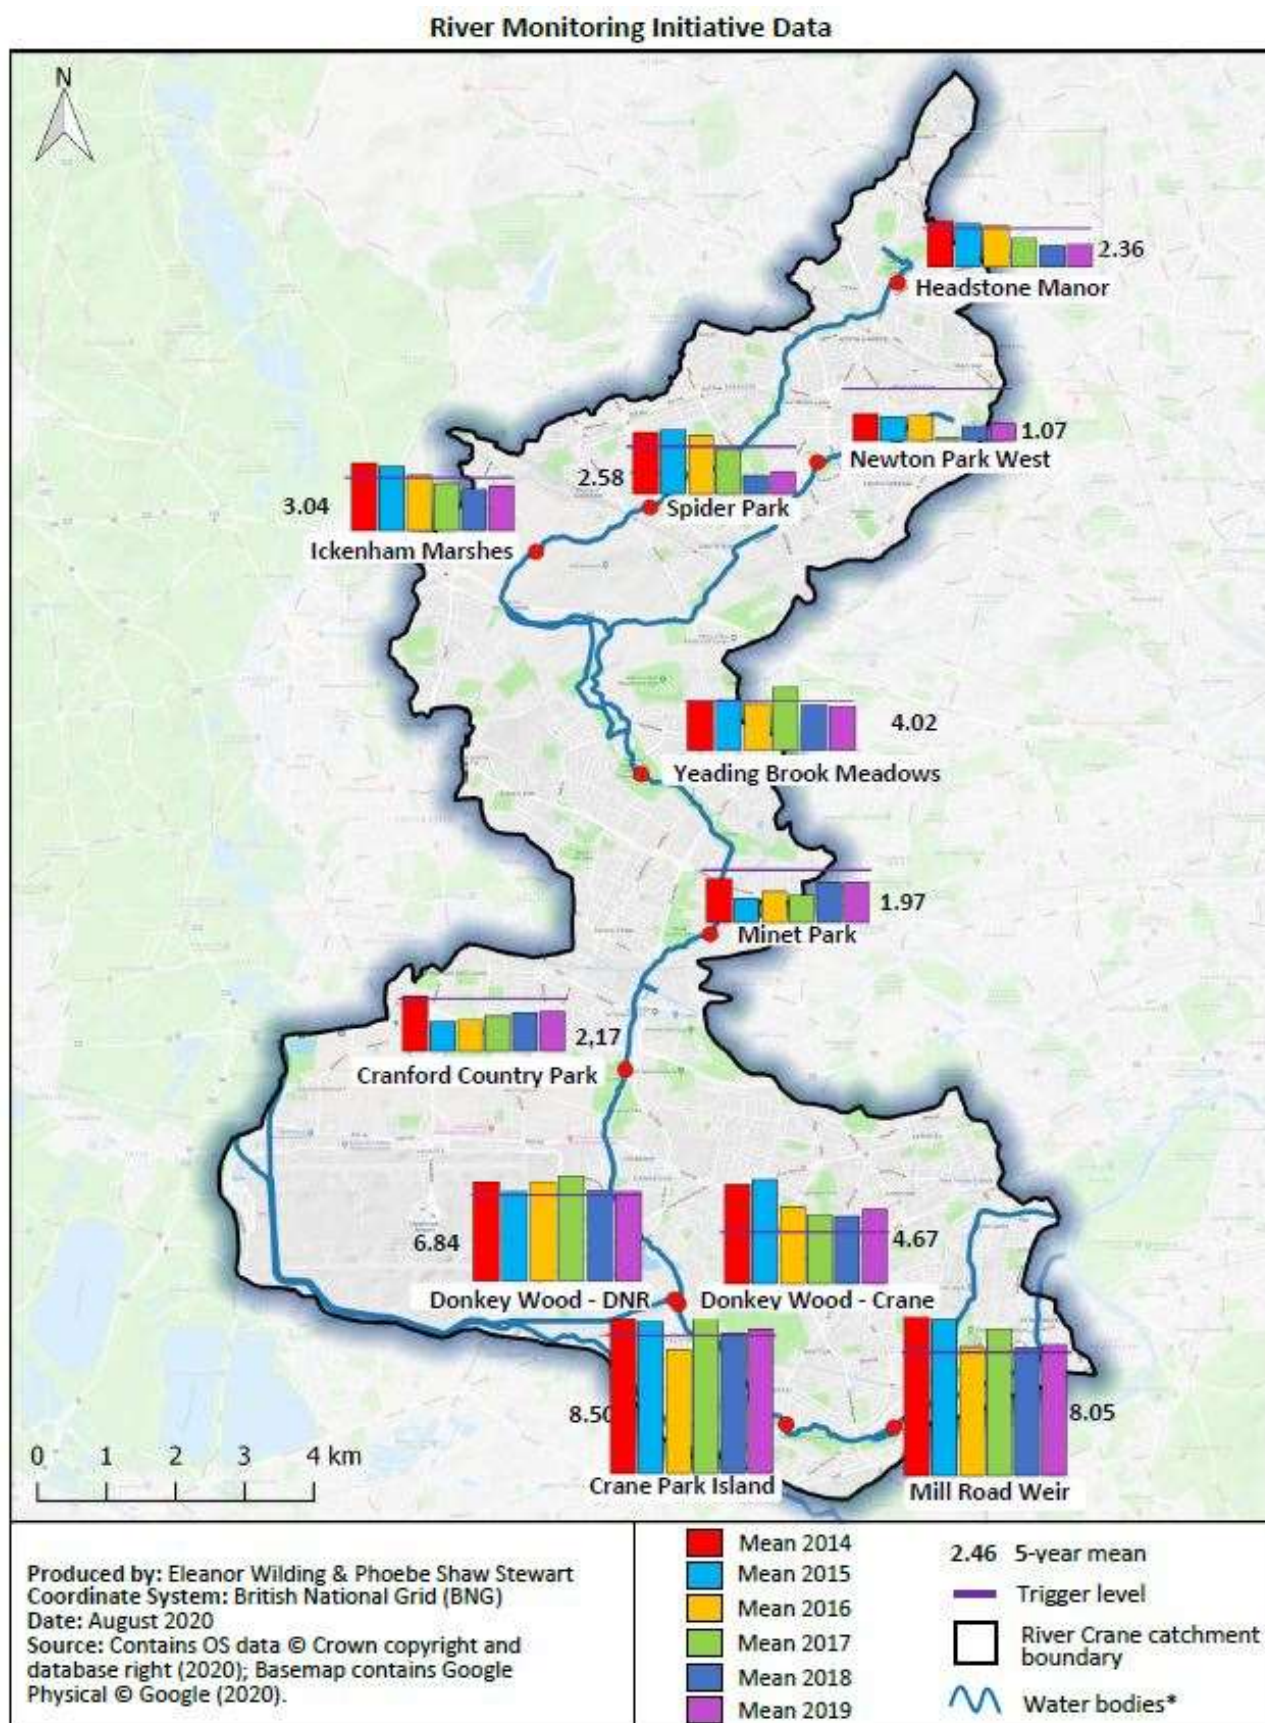 River Monitoring Initiative Data
N
2.36
Headstone Manor
1.07
Newton Park West
2.58
Spider Park
3.04
Ickenham Marshes
4.02
Yeading Brook Meadows
1.97
Minet Park
2,17
Cranford Country Park
6.84
Donkey Wood - DNR
4.67
Donkey Wood - Crane
8.50
Crane Park Island
8.05
Mill Road Weir
0 1 2 3 4 km
Produced by: Eleanor Wilding & Phoebe Shaw Stewart
Coordinate System: British National Grid (BNG)
Date: August 2020
Source: Contains OS data © Crown copyright and
database right (2020); Basemap contains Google
Physical © Google (2020).
Mean 2014
Mean 2015
Mean 2016
Mean 2017
Mean 2018
Mean 2019
2.46 5-year mean
Trigger level
River Crane catchment
boundary
Water bodies*